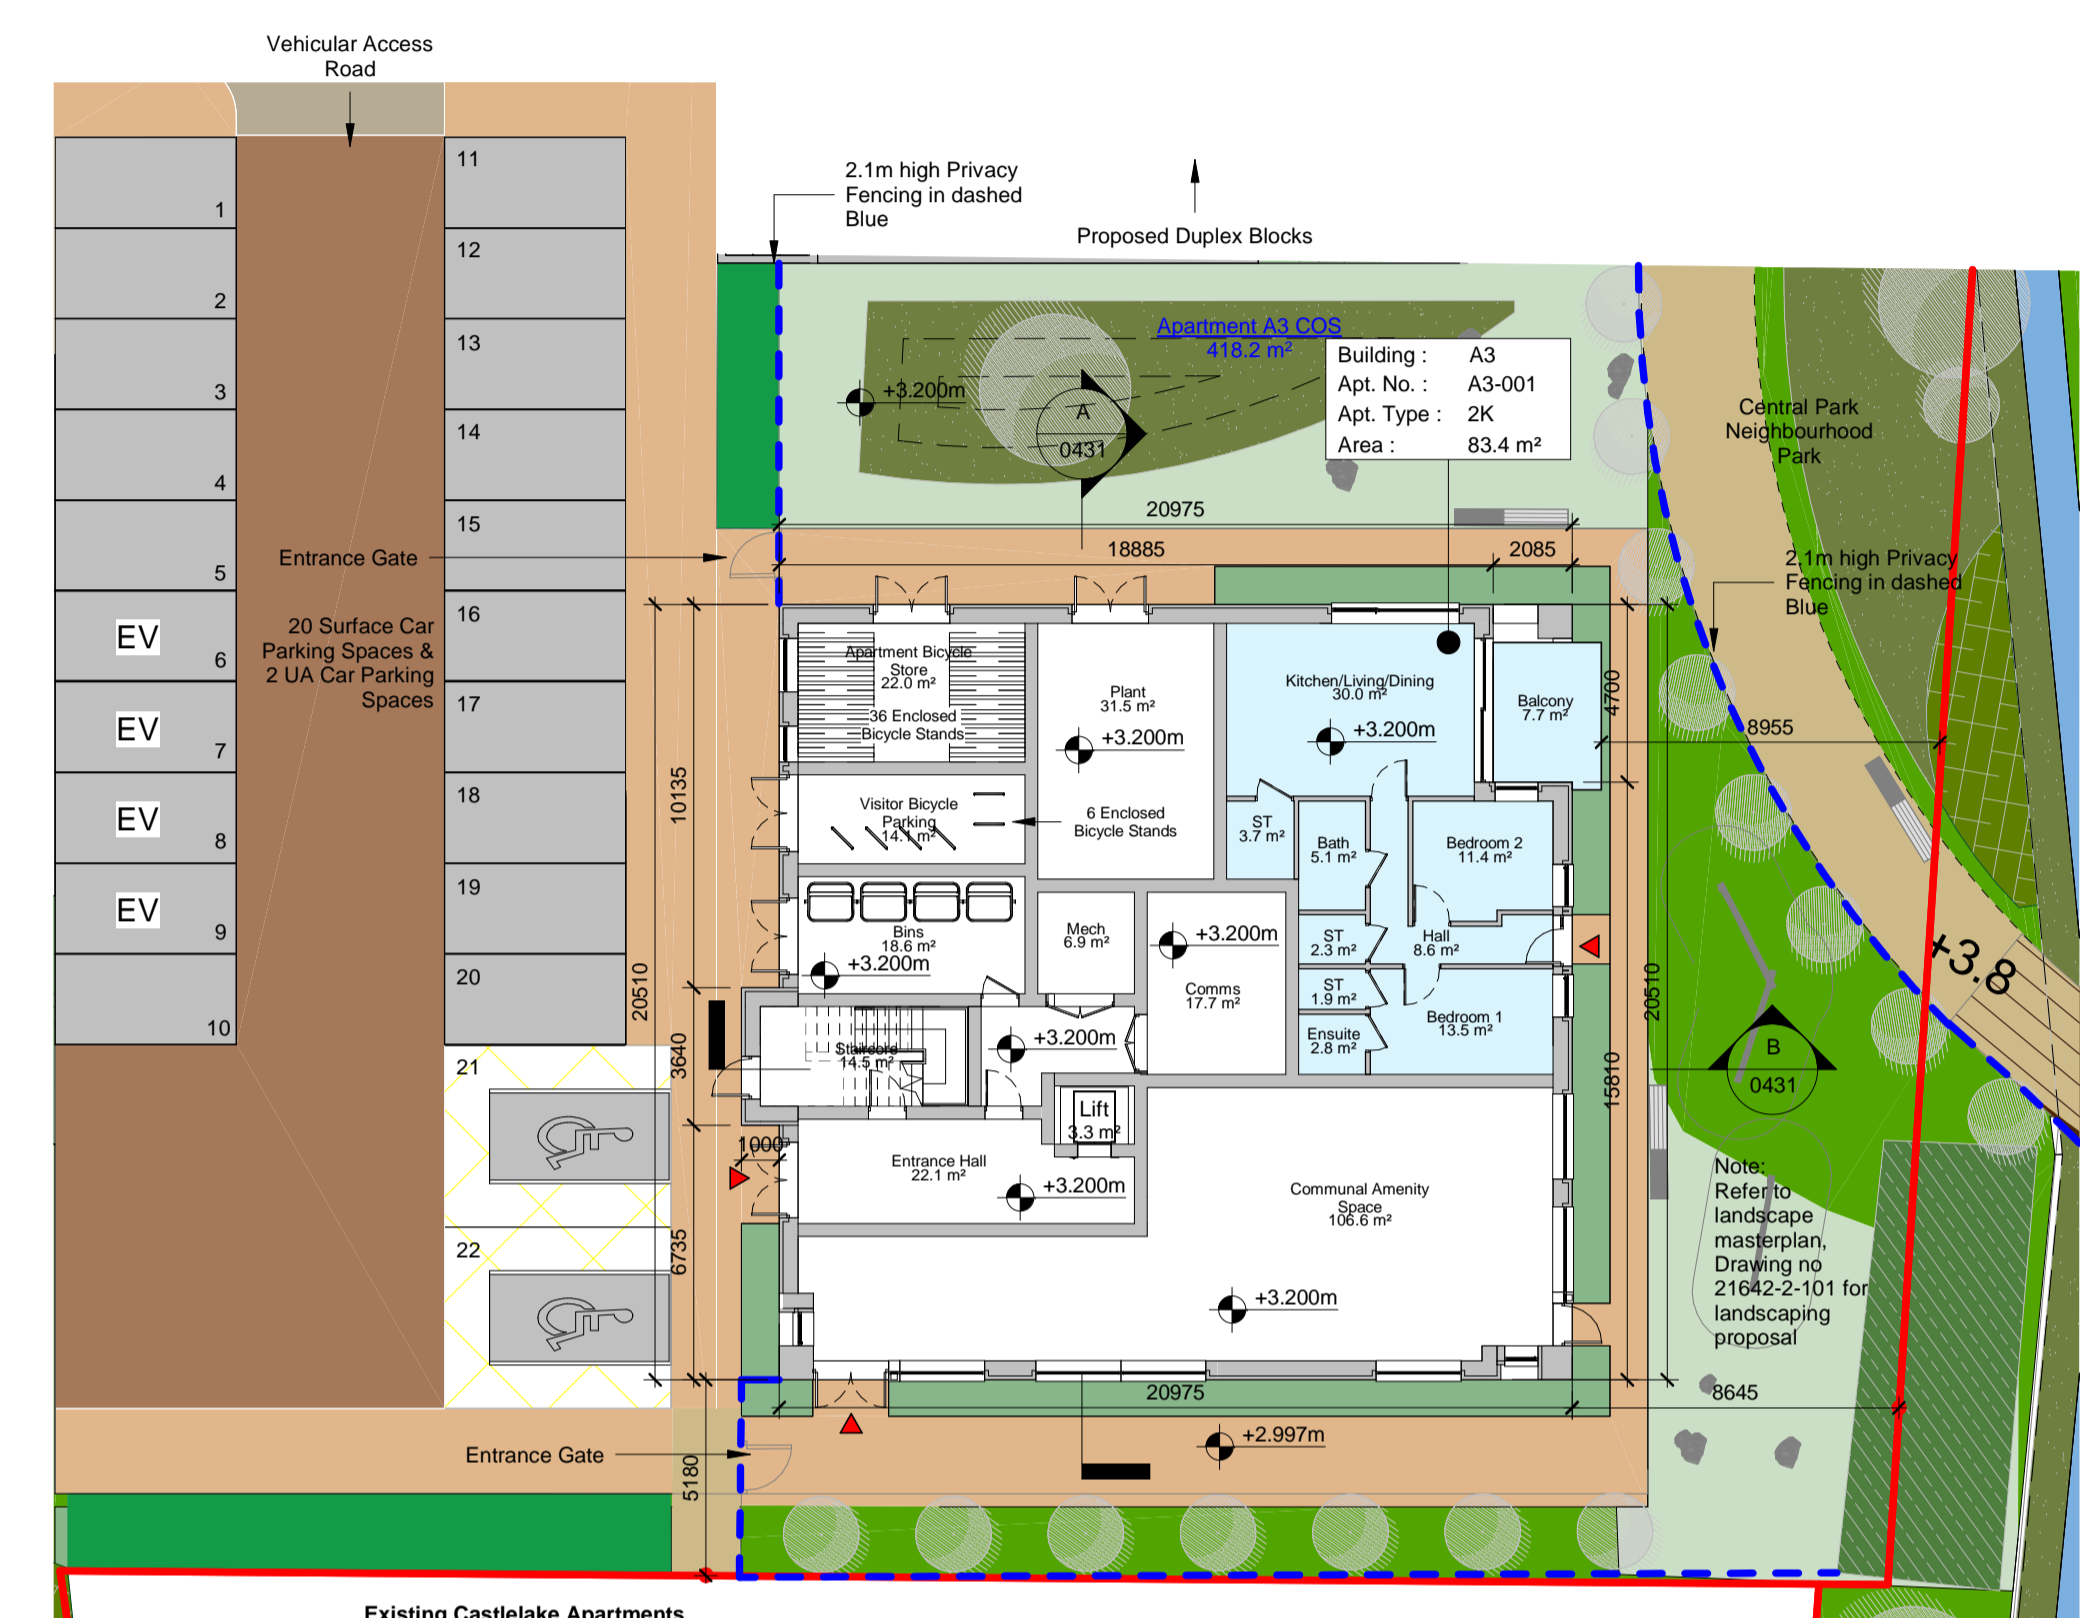 Vehicular Access
Road
2.1m high Privacy
Fencing in dashed
Blue
Proposed Duplex Blocks
Apartment A3 COS
418.2 m²
Building : A3
Apt. No. : A3-001
Apt. Type : 2K
Area : 83.4 m²
+3.200m
A
0431
Central Park
Neighbourhood
Park
20975
18885
2085
Entrance Gate
2.1m high Privacy
Fencing in dashed
Blue
1
2
3
4
5
EV 6
EV 7
EV 8
EV 9
10
20 Surface Car
Parking Spaces &
2 UA Car Parking
Spaces
11
12
13
14
15
16
17
18
19
20
21
22
20510
10135
3640
6735
5180
1000
Apartment Bicycle
Store
22.0 m²
36 Enclosed
Bicycle Stands
Plant
31.5 m²
+3.200m
6 Enclosed
Bicycle Stands
Kitchen/Living/Dining
30.0 m²
+3.200m
Balcony
7.7 m²
4700
8955
Visitor Bicycle
Parking
14.1 m²
ST
3.7 m²
Bath
5.1 m²
Bedroom 2
11.4 m²
Bins
18.6 m²
+3.200m
Mech
6.9 m²
+3.200m
Comms
17.7 m²
ST
2.3 m²
Hall
8.6 m²
ST
1.9 m²
Bedroom 1
13.5 m²
Ensuite
2.8 m²
+3.8
20510
15810
B
0431
Staircore
14.5 m²
+3.200m
Lift
3.3 m²
Entrance Hall
22.1 m²
+3.200m
Communal Amenity
Space
106.6 m²
+3.200m
Note:
Refer to
landscape
masterplan,
Drawing no
21642-2-101 for
landscaping
proposal
20975
8645
Entrance Gate
+2.997m
Existing Castlelake Apartments